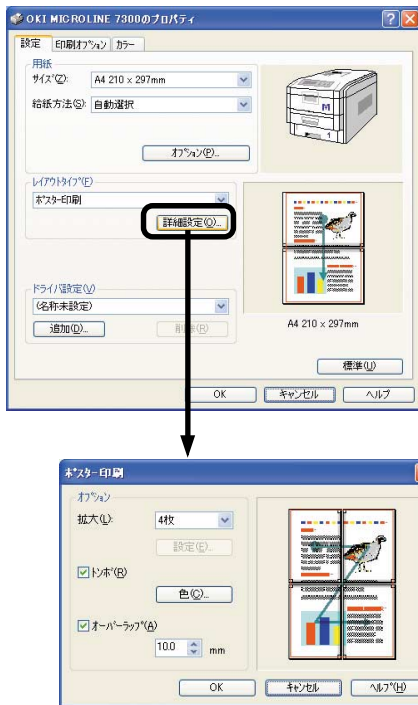 OKI MICROLINE 7300のプロパティ
設定 印刷オプション カラー
用紙
サイズ(Z): A4 210 x 297mm
給紙方法(S): 自動選択
オプション(P)...
レイアウトタイプ(F)
ポスター印刷
詳細設定(O)...
ドライバ設定(V)
(名称未設定)
追加(D)... 削除(R)
A4 210 x 297mm
標準(U)
OK キャンセル ヘルプ
ポスター印刷
オプション
拡大(L): 4枚
設定(E)...
トンボ(R)
色(C)...
オーバーラップ(A)
10.0 mm
OK キャンセル ヘルプ(H)